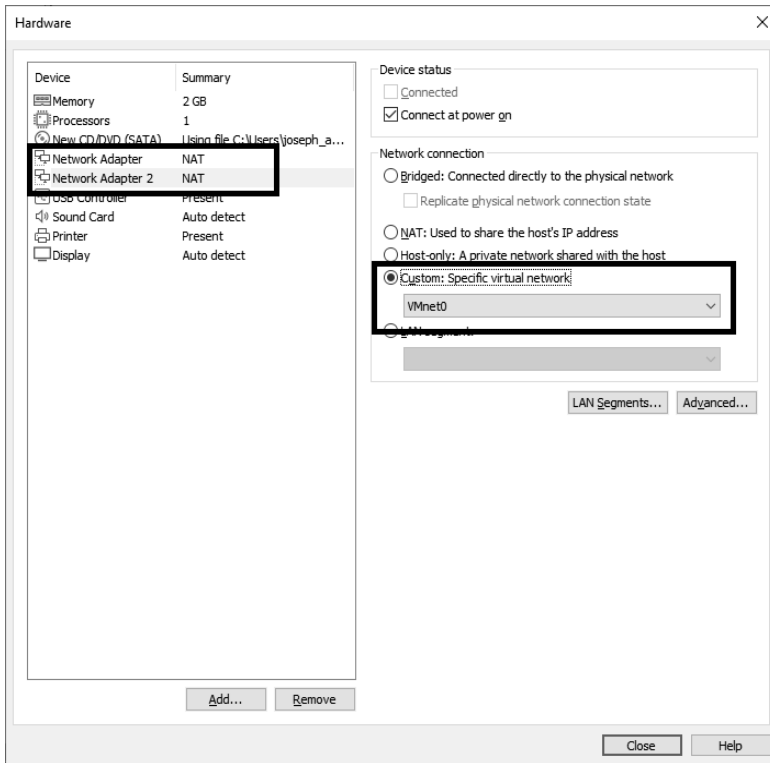 Hardware
Device Summary
Memory 2 GB
Processors 1
New CD/DVD (SATA) Using file C:\Users\joseph_a...
Network Adapter NAT
Network Adapter 2 NAT
USB Controller Present
Sound Card Auto detect
Printer Present
Display Auto detect
Add... Remove
Device status
Connected
Connect at power on
Network connection
Bridged: Connected directly to the physical network
Replicate physical network connection state
NAT: Used to share the host's IP address
Host-only: A private network shared with the host
Custom: Specific virtual network
VMnet0
LAN segment:
LAN Segments... Advanced...
Close Help